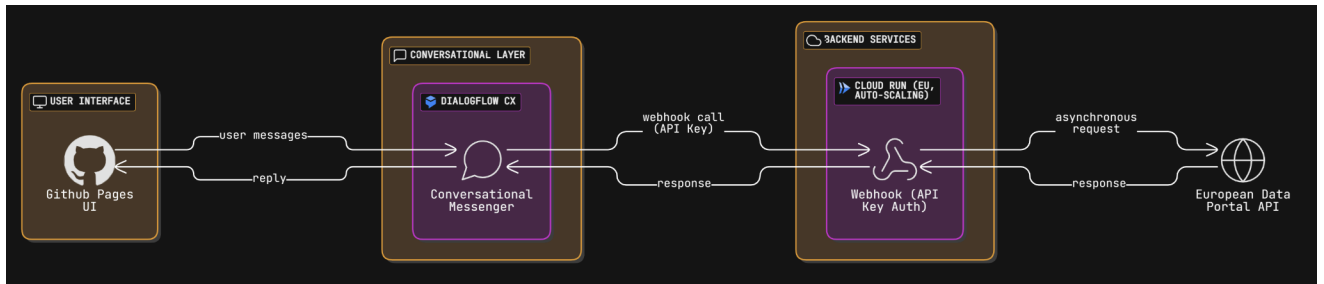 USER INTERFACE
Github Pages
UI
user messages
reply
CONVERSATIONAL LAYER
DIALOGFLOW CX
Conversational
Messenger
webhook call
(API Key)
response
BACKEND SERVICES
CLOUD RUN (EU,
AUTO-SCALING)
Webhook (API
Key Auth)
asynchronous
request
response
European Data
Portal API